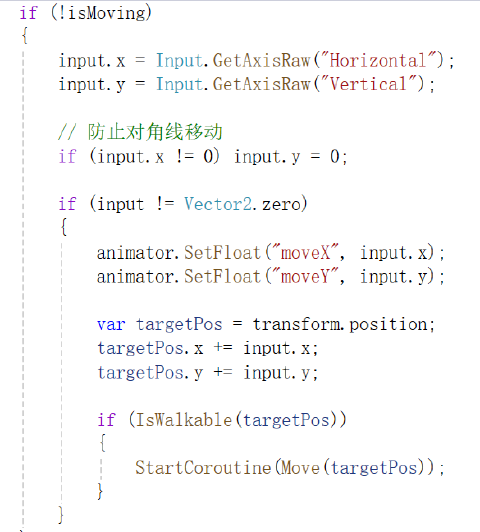 if (!isMoving)
{
input.x = Input.GetAxisRaw("Horizontal");
input.y = Input.GetAxisRaw("Vertical");
// 防止对角线移动
if (input.x != 0) input.y = 0;
if (input != Vector2.zero)
{
animator.SetFloat("moveX", input.x);
animator.SetFloat("moveY", input.y);
var targetPos = transform.position;
targetPos.x += input.x;
targetPos.y += input.y;
if (IsWalkable(targetPos))
{
StartCoroutine(Move(targetPos));
}
}